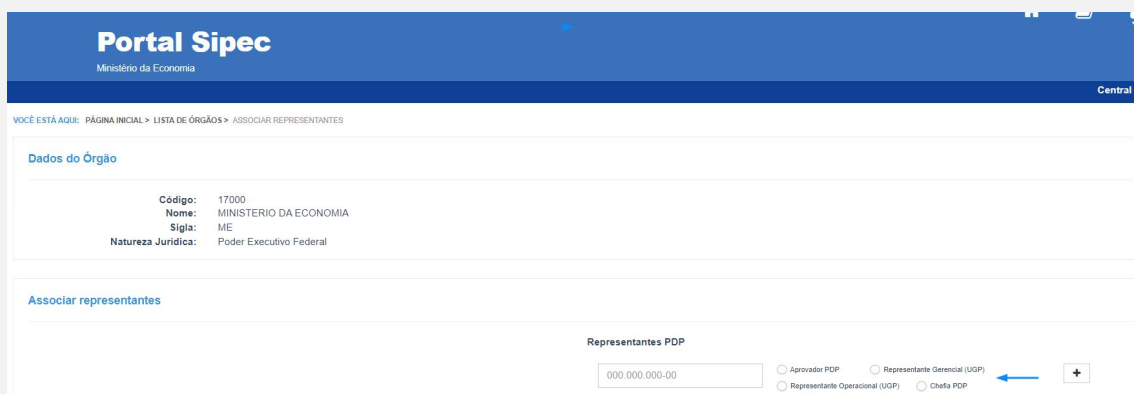 Portal Sipec
Ministério da Economia
Central
VOCÊ ESTÁ AQUI: PÁGINA INICIAL > LISTA DE ÓRGÃOS > ASSOCIAR REPRESENTANTES
Dados do Órgão
Código: 17000
Nome: MINISTERIO DA ECONOMIA
Sigla: ME
Natureza Jurídica: Poder Executivo Federal
Associar representantes
Representantes PDP
000.000.000-00
Aprovador PDP Representante Gerencial (UGP)
+
Representante Operacional (UGP) Chefia PDP